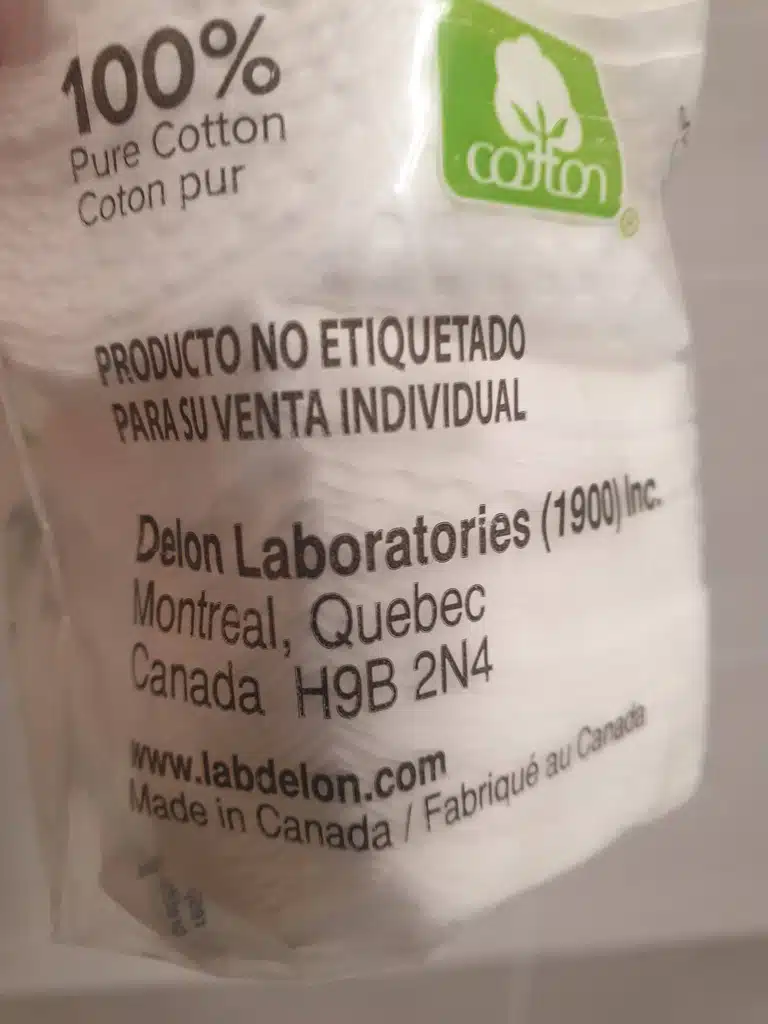 100%
Pure Cotton
Coton pur
cotton
PRODUCTO NO ETIQUETADO
PARA SU VENTA INDIVIDUAL
Delon Laboratories (1900) Inc.
Montreal, Quebec
Canada H9B 2N4
www.labdelon.com
Made in Canada / Fabriqué au Canada